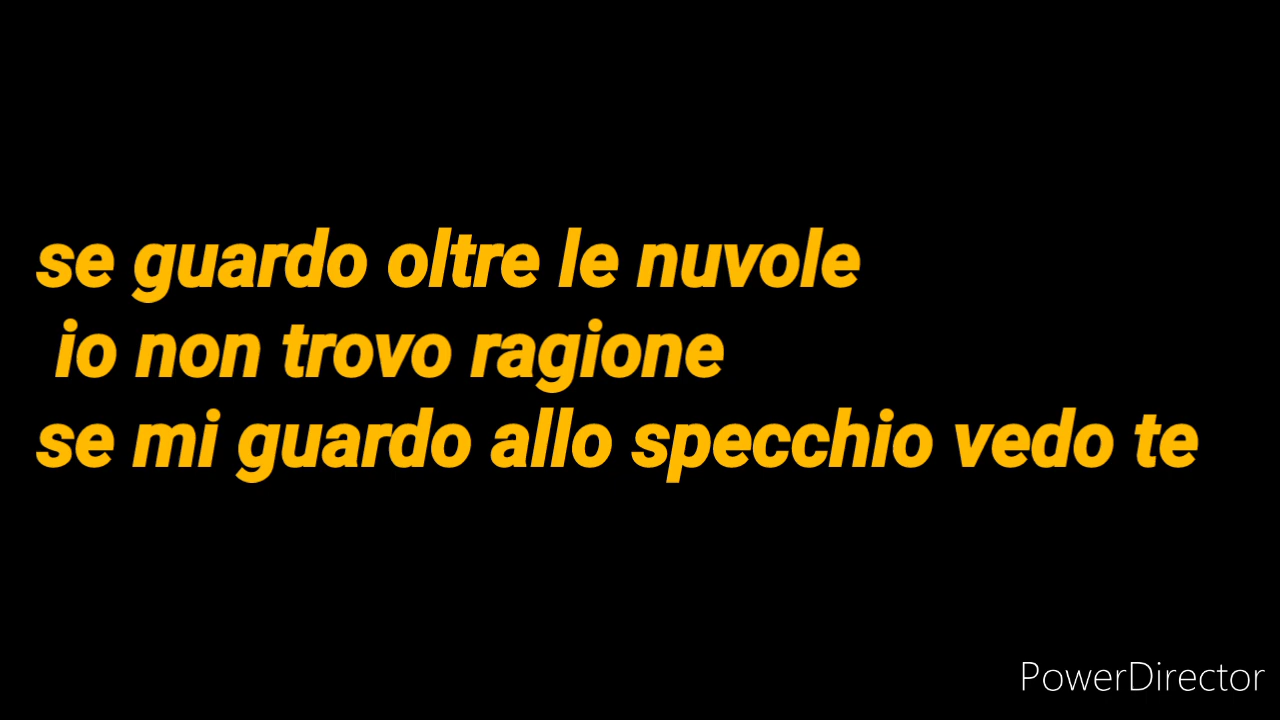 se guardo oltre le nuvole
io non trovo ragione
se mi guardo allo specchio vedo te
PowerDirector